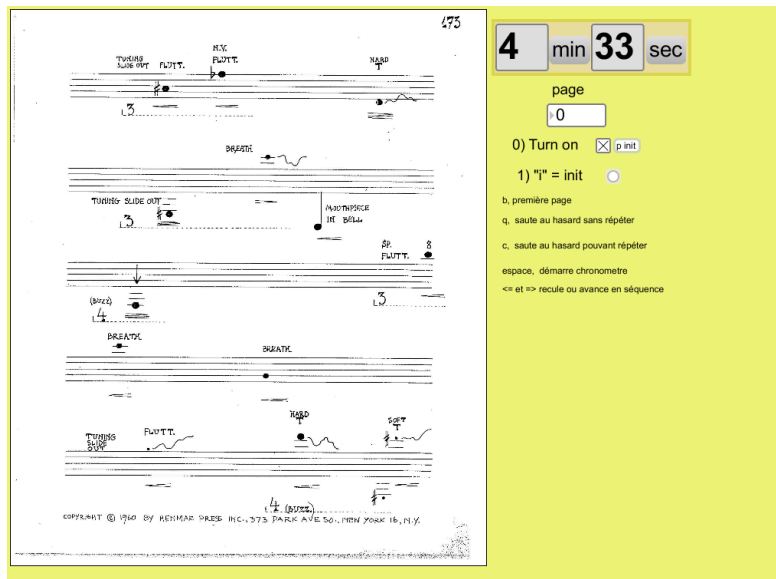 173
N.Y.
TUNING
SLIDE OUT FLUTT. FLUTT. HARD
T
3
BREATH.
TUNING SLIDE OUT
3 MOUTHPIECE
IN BELL
SP. 8
FLUTT.
(BUZZ)
4. 3
BREATH.
BREATH.
HARD
T SOFT
T
TUNING
SLIDE
OUT FLUTT.
4 (BUZZ)
COPYRIGHT © 1960 BY HENMAR PRESS INC., 373 PARK AVE SO., NEW YORK 16, N.Y.
4 min 33 sec
page
0
0) Turn on p init
1) "i" = init
b, première page
q, saute au hasard sans répéter
c, saute au hasard pouvant répéter
espace, démarre chronometre
<= et => recule ou avance en séquence